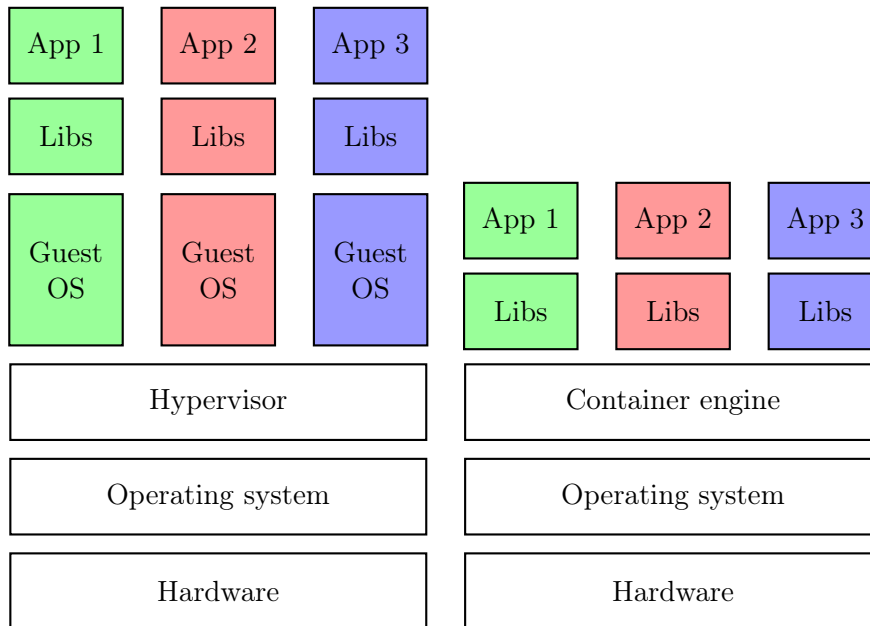 App 1
App 2
App 3
Libs
Libs
Libs
Guest
OS
Guest
OS
Guest
OS
Hypervisor
Operating system
Hardware
App 1
App 2
App 3
Libs
Libs
Libs
Container engine
Operating system
Hardware